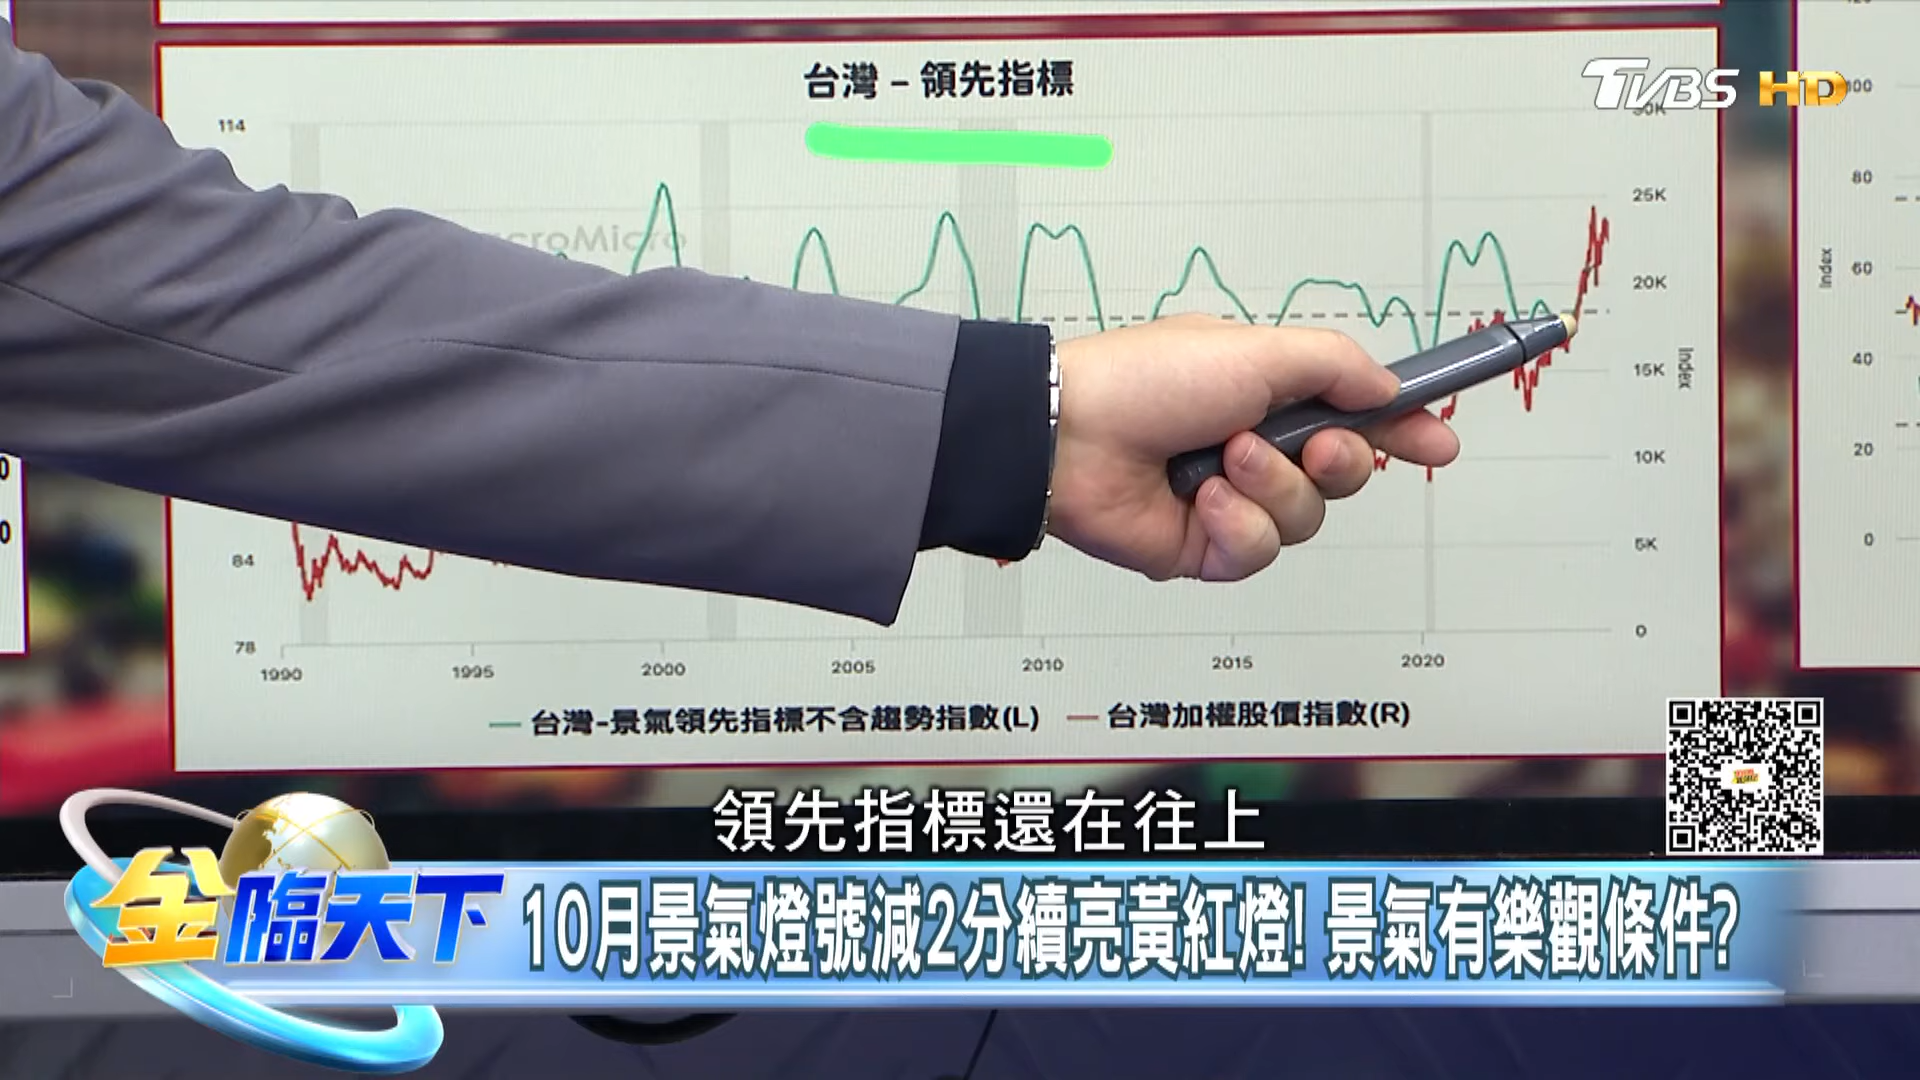 台灣 – 領先指標
TVBS HD
114
84
78
1990
1995
2000
2005
2010
2015
2020
30K
25K
20K
15K
10K
5K
0
Index
台灣-景氣領先指標不含趨勢指數(L)
台灣加權股價指數(R)
100
80
60
40
20
0
Index
0
0
領先指標還在往上
金臨天下
10月景氣燈號減2分續亮黃紅燈! 景氣有樂觀條件?